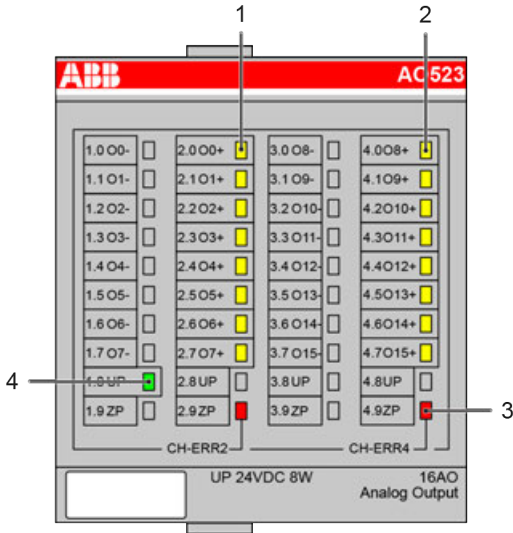 1 2
ABB AO523
1.0 O0- 2.0 O0+ 3.0 O8- 4.0 O8+
1.1 O1- 2.1 O1+ 3.1 O9- 4.1 O9+
1.2 O2- 2.2 O2+ 3.2 O10- 4.2 O10+
1.3 O3- 2.3 O3+ 3.3 O11- 4.3 O11+
1.4 O4- 2.4 O4+ 3.4 O12- 4.4 O12+
1.5 O5- 2.5 O5+ 3.5 O13- 4.5 O13+
1.6 O6- 2.6 O6+ 3.6 O14- 4.6 O14+
1.7 O7- 2.7 O7+ 3.7 O15- 4.7 O15+
4 1.8 UP 2.8 UP 3.8 UP 4.8 UP
1.9 ZP 2.9 ZP 3.9 ZP 4.9 ZP 3
CH-ERR2 CH-ERR4
UP 24VDC 8W 16AO
Analog Output